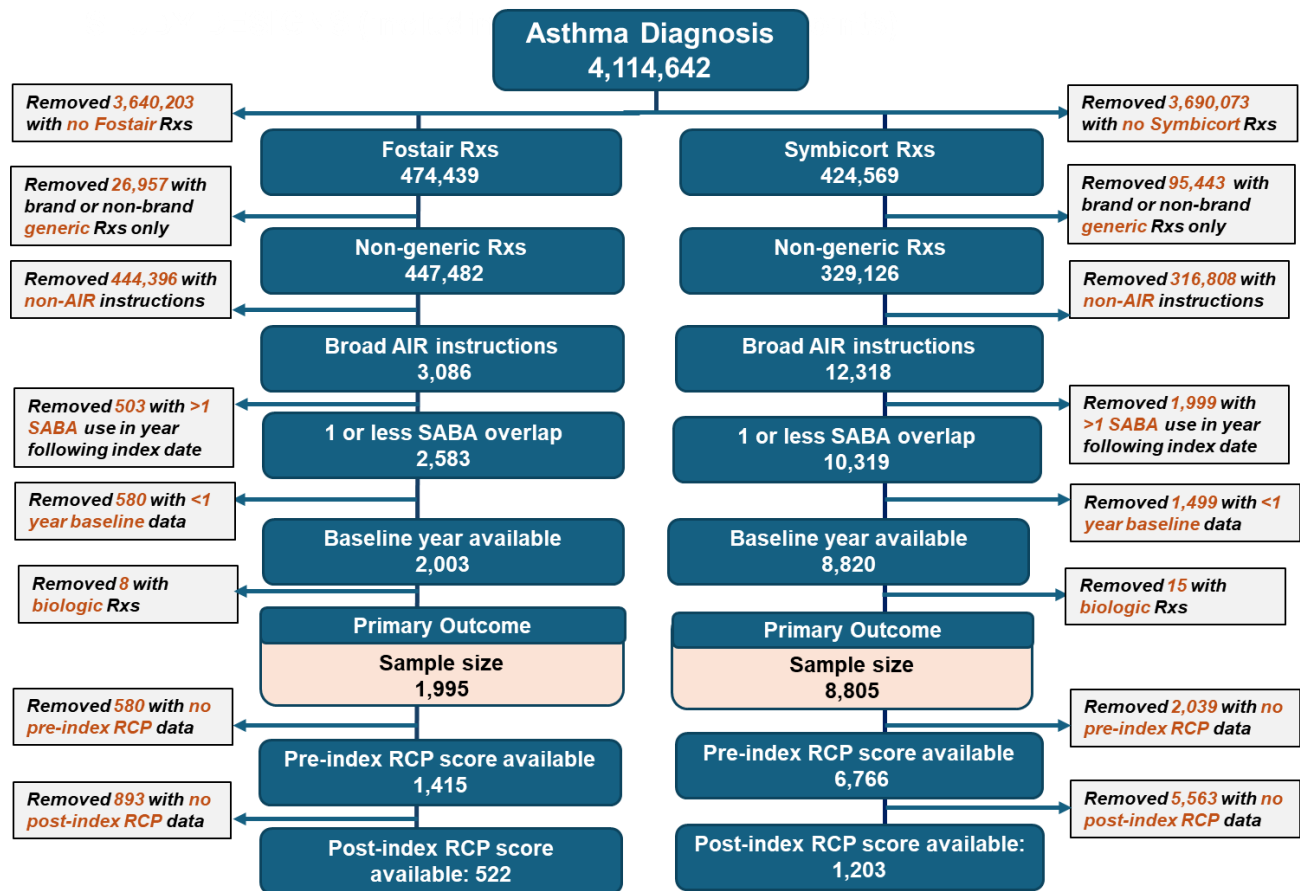 Asthma Diagnosis
4,114,642
Removed 3,640,203
with no Fostair Rxs
Removed 3,690,073
with no Symbicort Rxs
Fostair Rxs
474,439
Symbicort Rxs
424,569
Removed 26,957 with
brand or non-brand
generic Rxs only
Removed 95,443 with
brand or non-brand
generic Rxs only
Non-generic Rxs
447,482
Non-generic Rxs
329,126
Removed 444,396 with
non-AIR instructions
Removed 316,808 with
non-AIR instructions
Broad AIR instructions
3,086
Broad AIR instructions
12,318
Removed 503 with >1
SABA use in year
following index date
Removed 1,999 with
>1 SABA use in year
following index date
1 or less SABA overlap
2,583
1 or less SABA overlap
10,319
Removed 580 with <1
year baseline data
Removed 1,499 with <1
year baseline data
Baseline year available
2,003
Baseline year available
8,820
Removed 8 with
biologic Rxs
Removed 15 with
biologic Rxs
Primary Outcome
Sample size
1,995
Primary Outcome
Sample size
8,805
Removed 580 with no
pre-index RCP data
Removed 2,039 with no
pre-index RCP data
Pre-index RCP score available
1,415
Pre-index RCP score available
6,766
Removed 893 with no
post-index RCP data
Removed 5,563 with no
post-index RCP data
Post-index RCP score
available: 522
Post-index RCP score available:
1,203